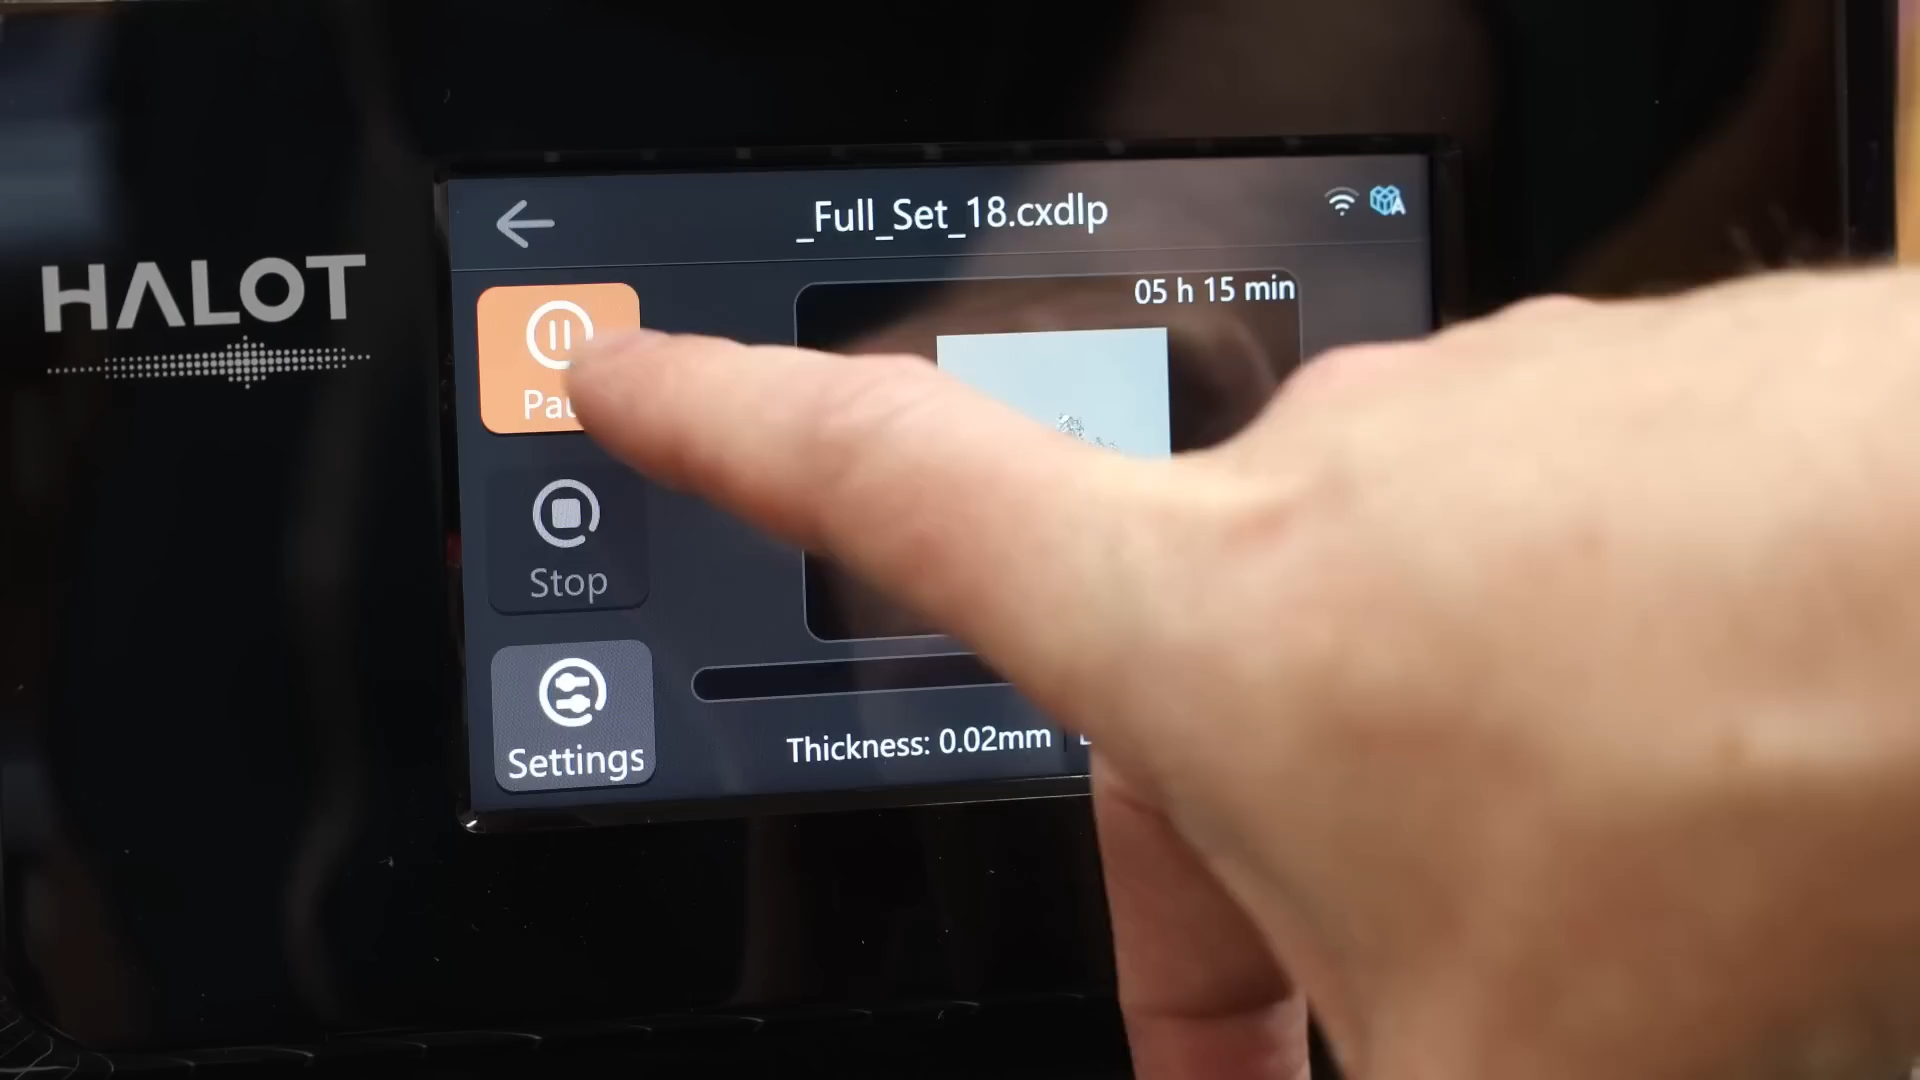 HALOT
_Full_Set_18.cxdlp
05 h 15 min
Stop
Settings
Thickness: 0.02mm